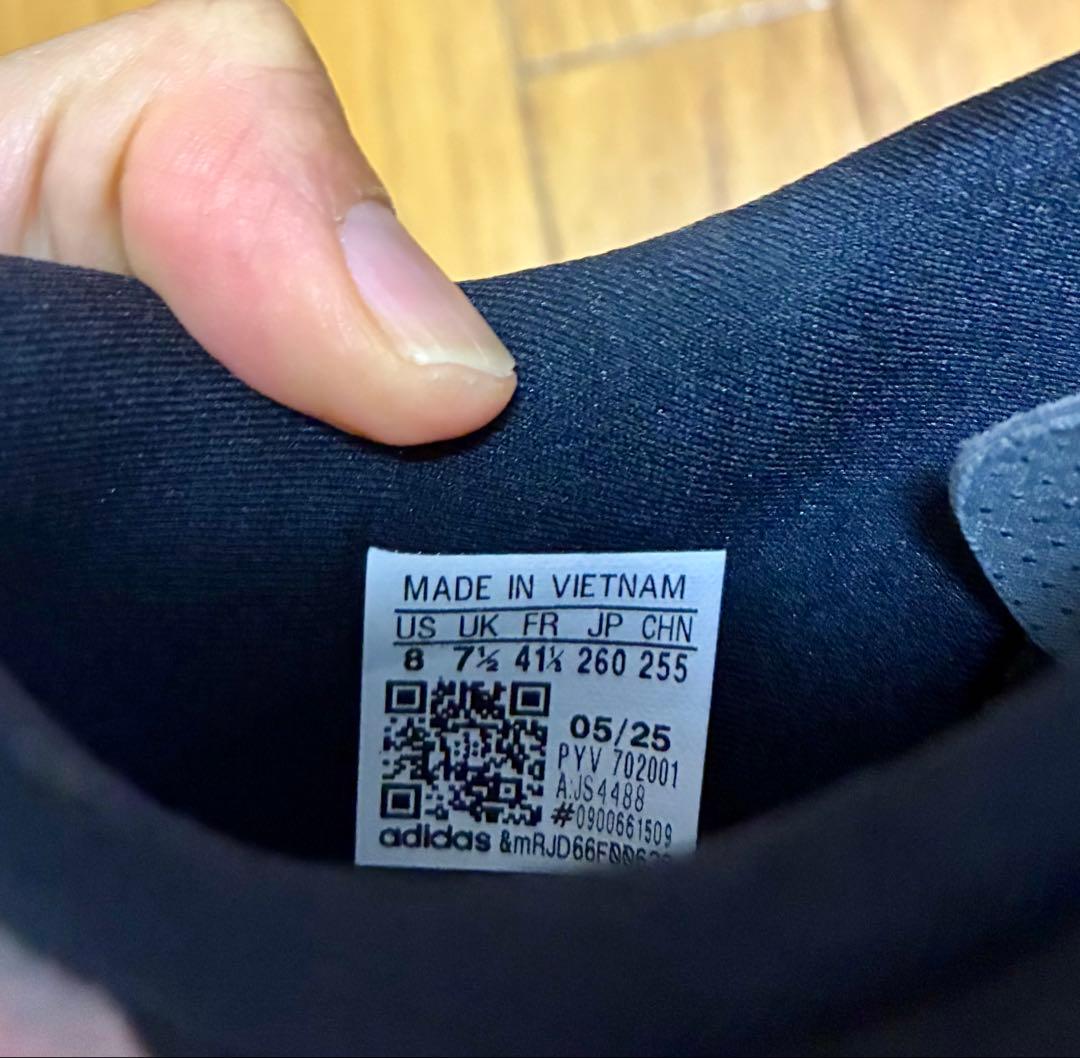 MADE IN VIETNAM
US UK FR JP CHN
8 7½ 41⅓ 260 255
05/25
PYV 702001
A:JS4488
#0900661509
adidas